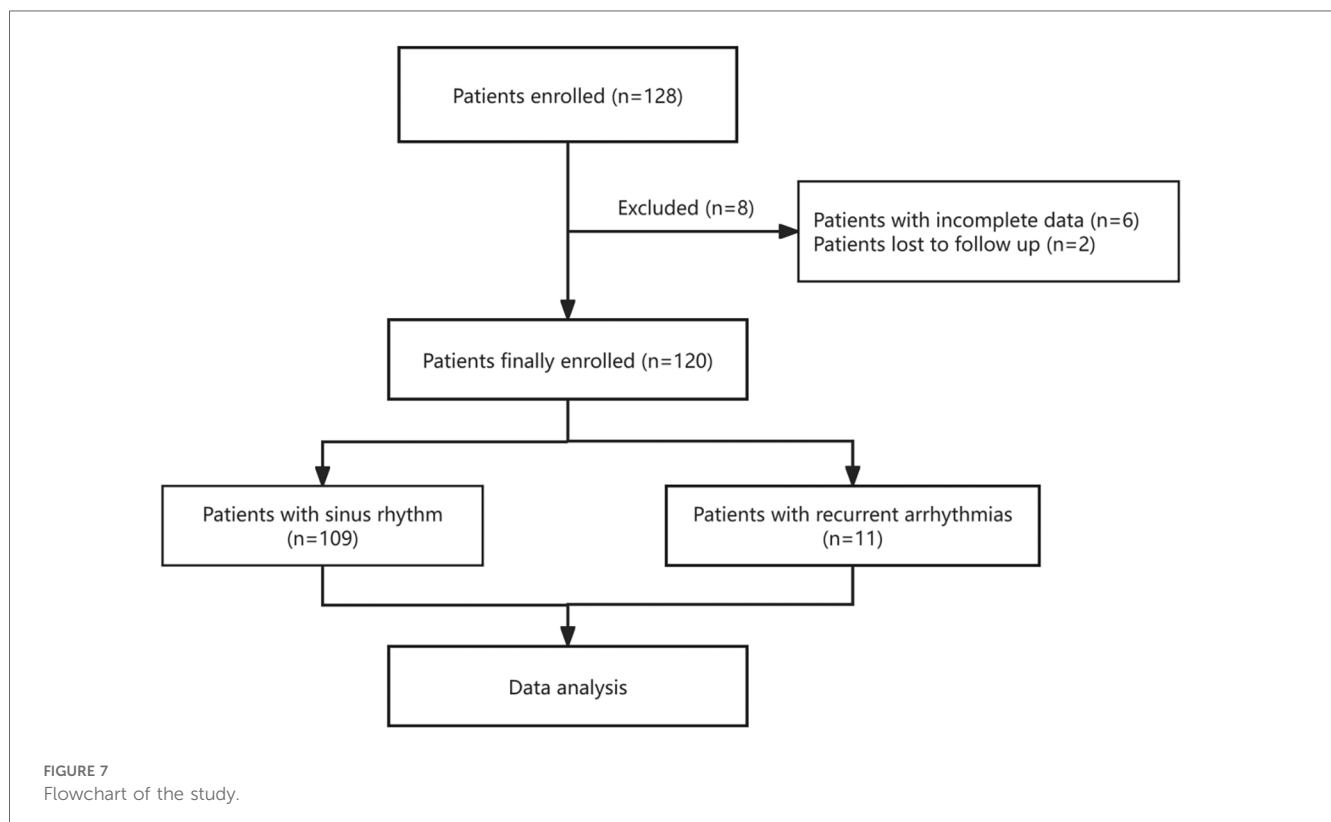 Patients enrolled (n=128)
Excluded (n=8)
Patients with incomplete data (n=6)
Patients lost to follow up (n=2)
Patients finally enrolled (n=120)
Patients with sinus rhythm
(n=109)
Patients with recurrent arrhythmias
(n=11)
Data analysis
FIGURE 7
Flowchart of the study.